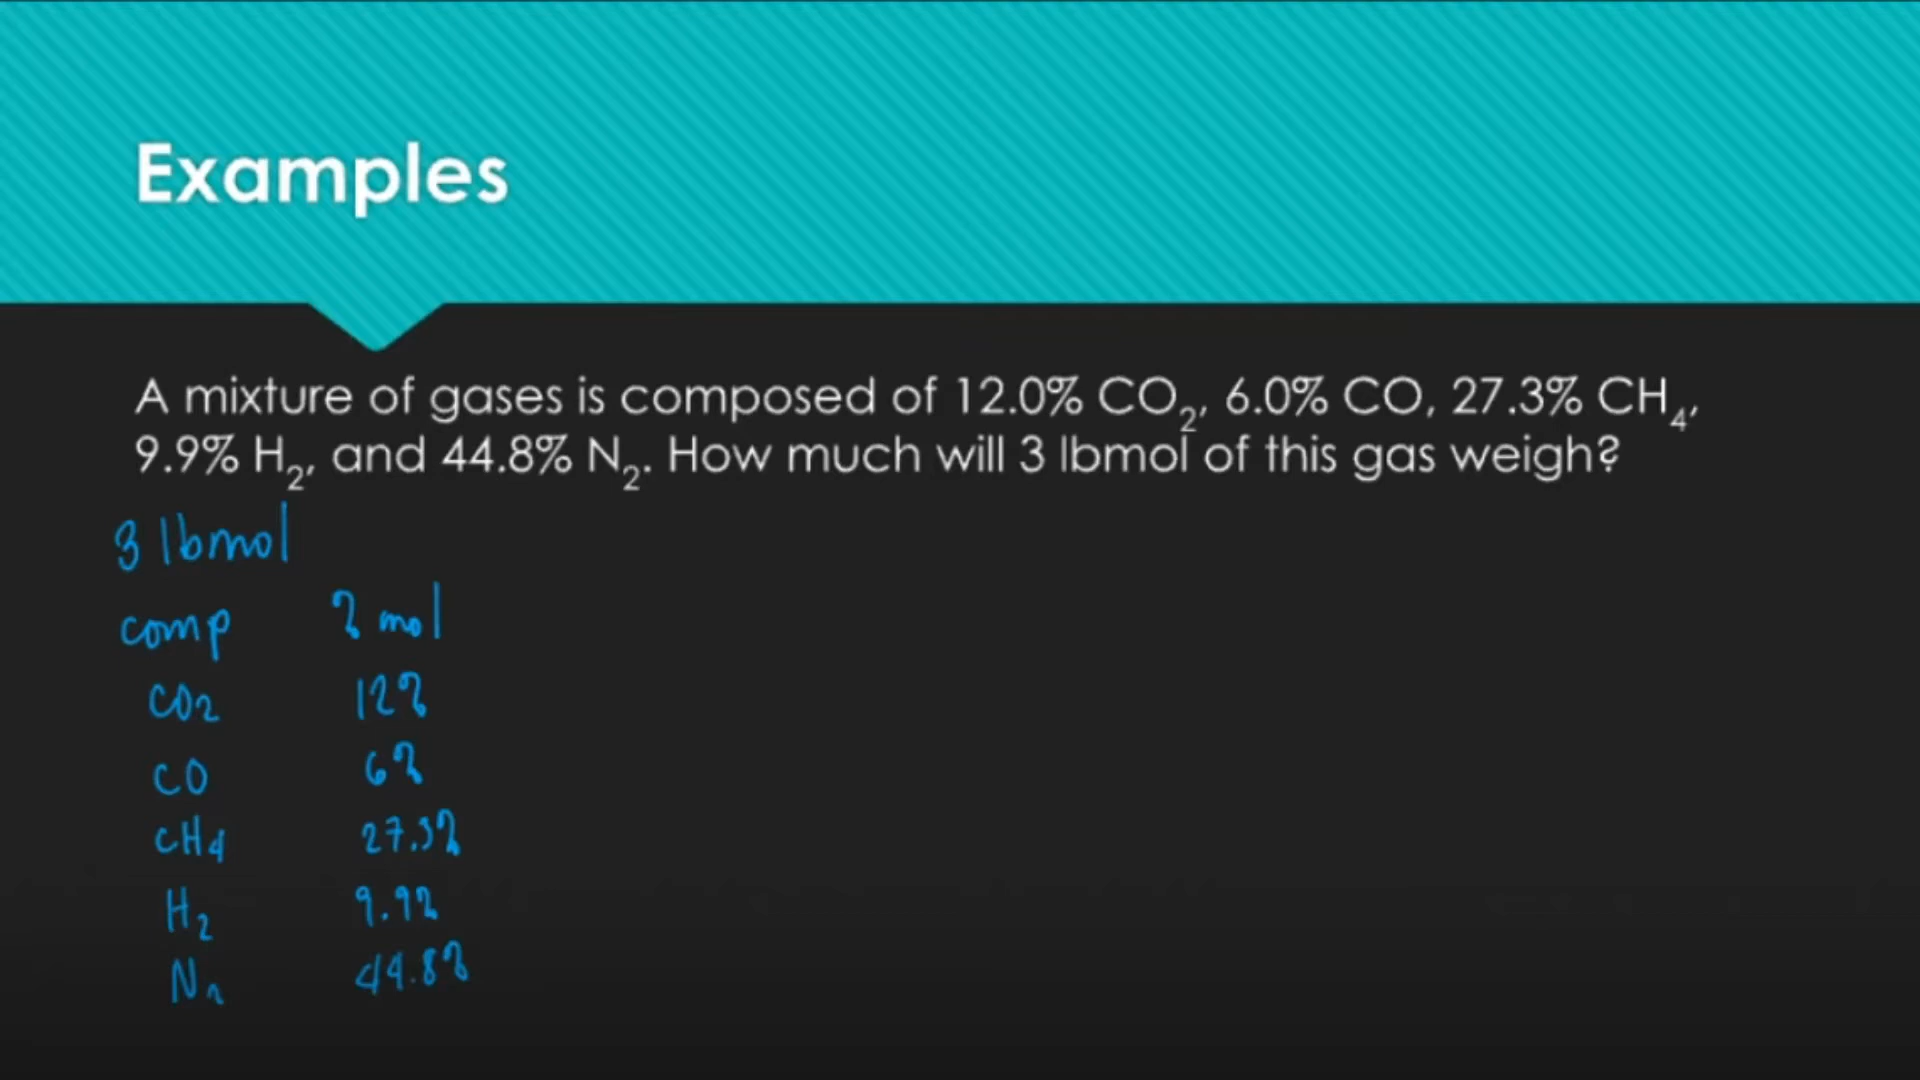 Examples
A mixture of gases is composed of 12.0% CO₂, 6.0% CO, 27.3% CH₄,
9.9% H₂, and 44.8% N₂. How much will 3 lbmol of this gas weigh?
3 lbmol
comp % mol
CO₂ 12%
CO 6%
CH₄ 27.3%
H₂ 9.9%
N₂ 44.8%